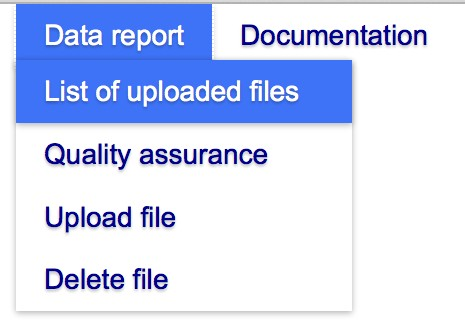 Data report Documentation
List of uploaded files
Quality assurance
Upload file
Delete file